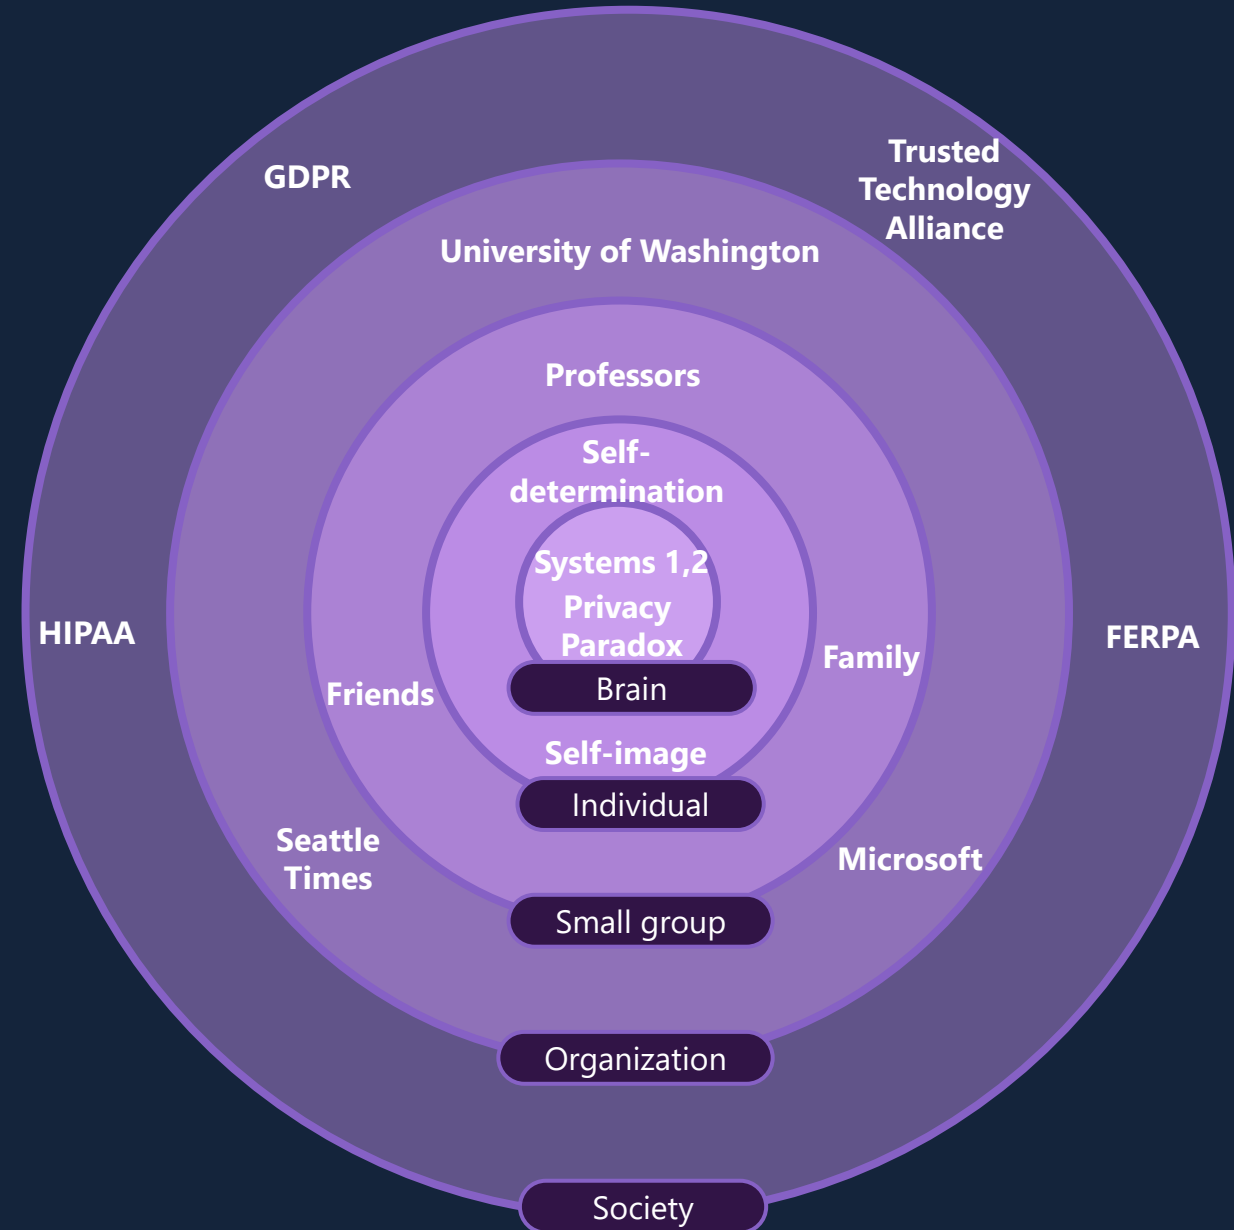 GDPR
Trusted
Technology
Alliance
University of Washington
Professors
Self-
determination
Systems 1,2
Privacy
Paradox
HIPAA
FERPA
Family
Friends
Brain
Self-image
Individual
Seattle
Times
Microsoft
Small group
Organization
Society